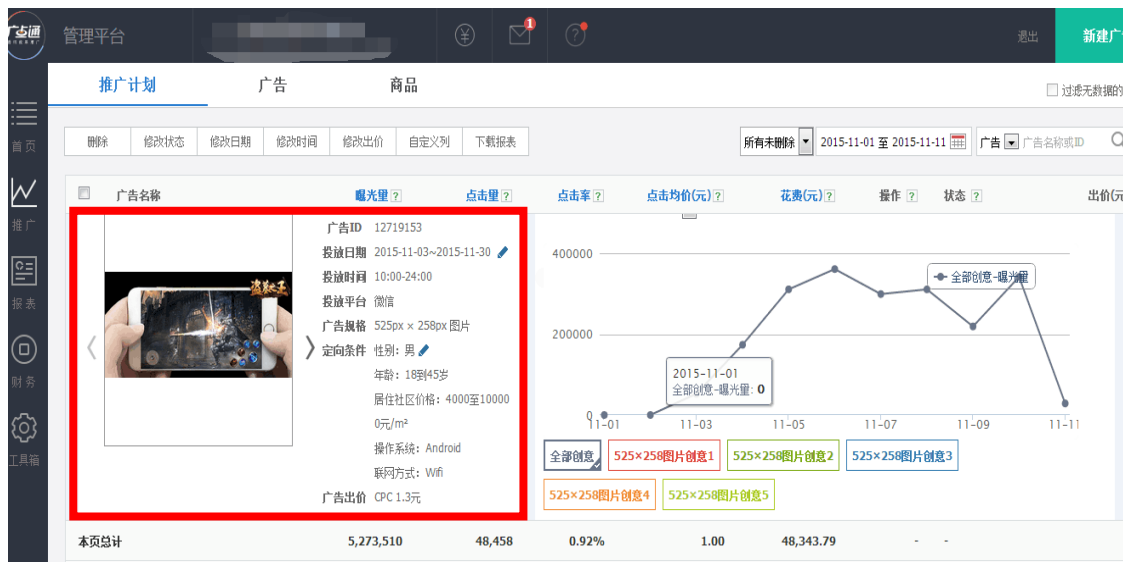 广点通 管理平台 ¥ 1 ? 退出 新建广
推广计划 广告 商品 过滤无数据的
首页
推广
报表
财务
工具箱
删除 修改状态 修改日期 修改时间 修改出价 自定义列 下载报表 所有未删除 2015-11-01 至 2015-11-11 广告 广告名称或ID
广告名称 曝光量? 点击量? 点击率? 点击均价(元)? 花费(元)? 操作? 状态? 出价(元
盗墓之王
广告ID 12719153
投放日期 2015-11-03~2015-11-30
投放时间 10:00-24:00
投放平台 微信
广告规格 525px × 258px 图片
定向条件 性别：男
年龄：18到45岁
居住社区价格：4000至10000
0元/m²
操作系统：Android
联网方式：Wifi
广告出价 CPC 1.3元
400000
200000
0
全部创意-曝光量
2015-11-01
全部创意-曝光量: 0
11-01 11-03 11-05 11-07 11-09 11-11
全部创意 525×258图片创意1 525×258图片创意2 525×258图片创意3
525×258图片创意4 525×258图片创意5
本页总计 5,273,510 48,458 0.92% 1.00 48,343.79 - -